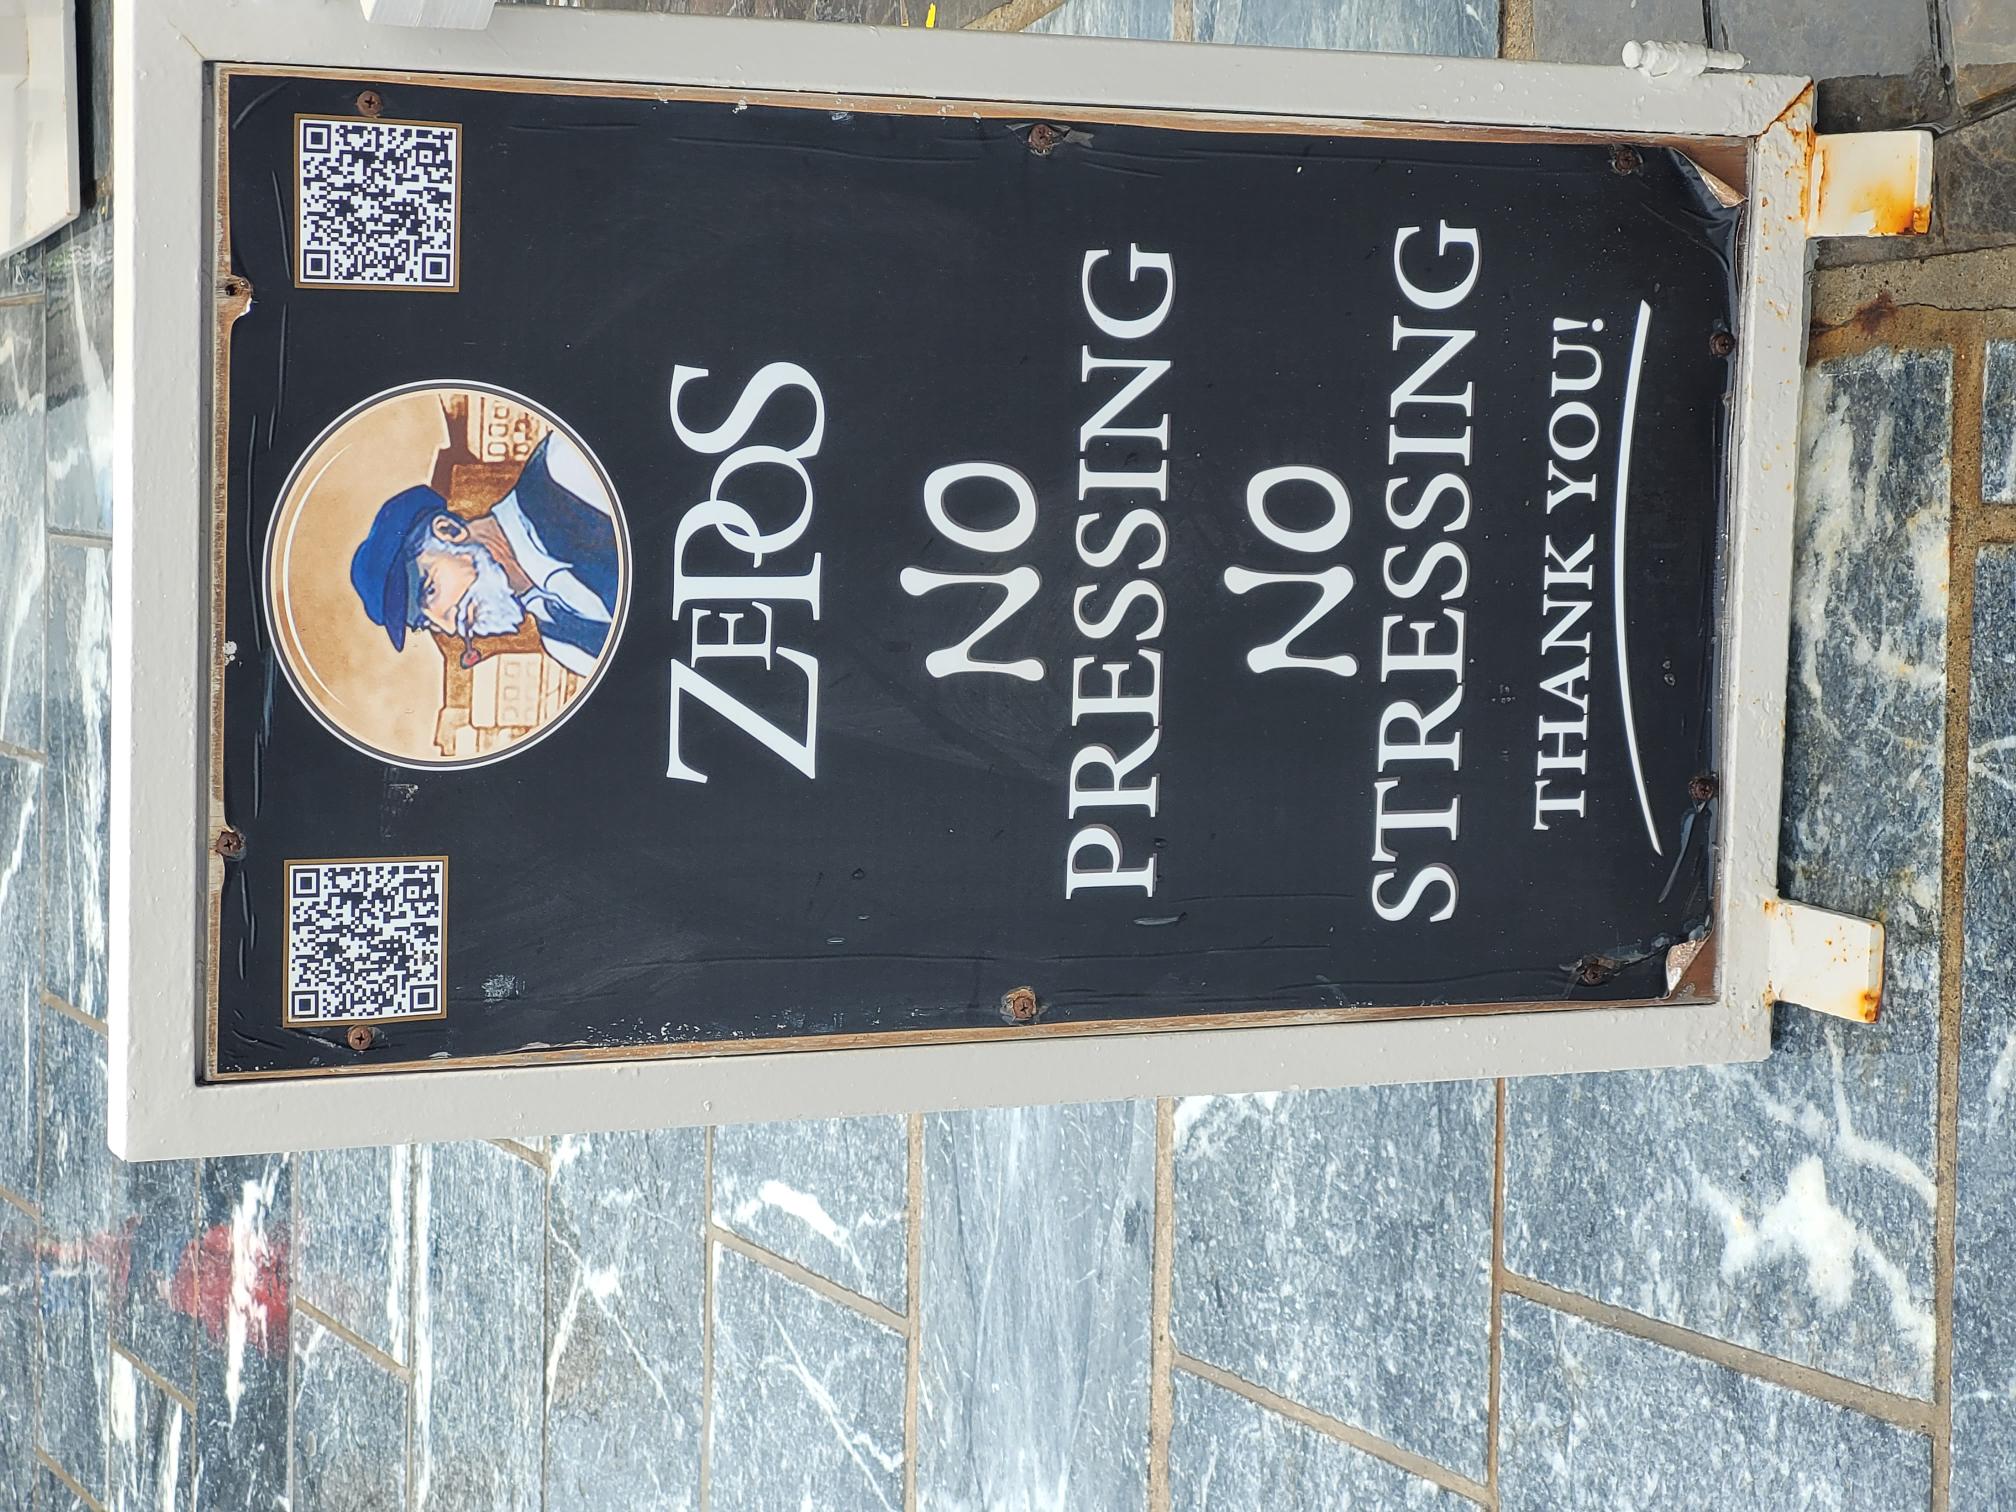 ZEPOS
NO
PRESSING
NO
STRESSING
THANK YOU!